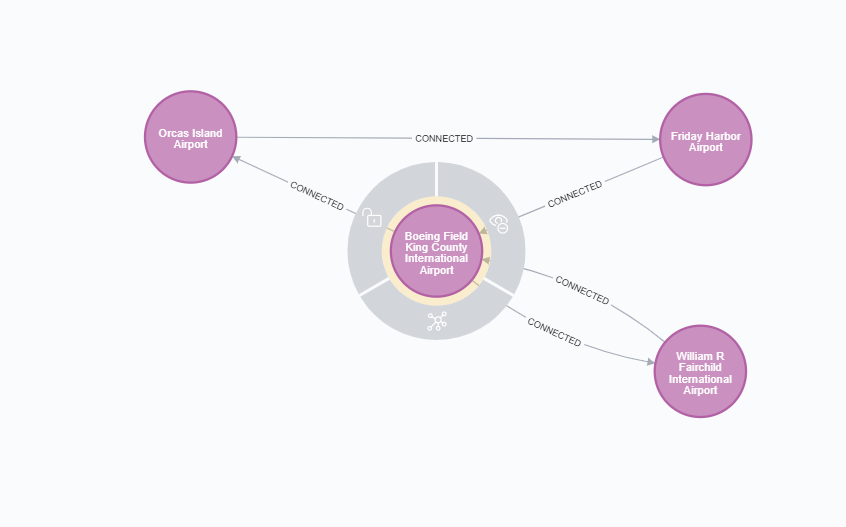 Orcas Island
Airport
CONNECTED
Friday Harbor
Airport
CONNECTED
CONNECTED
Boeing Field
King County
International
Airport
CONNECTED
CONNECTED
William R
Fairchild
International
Airport